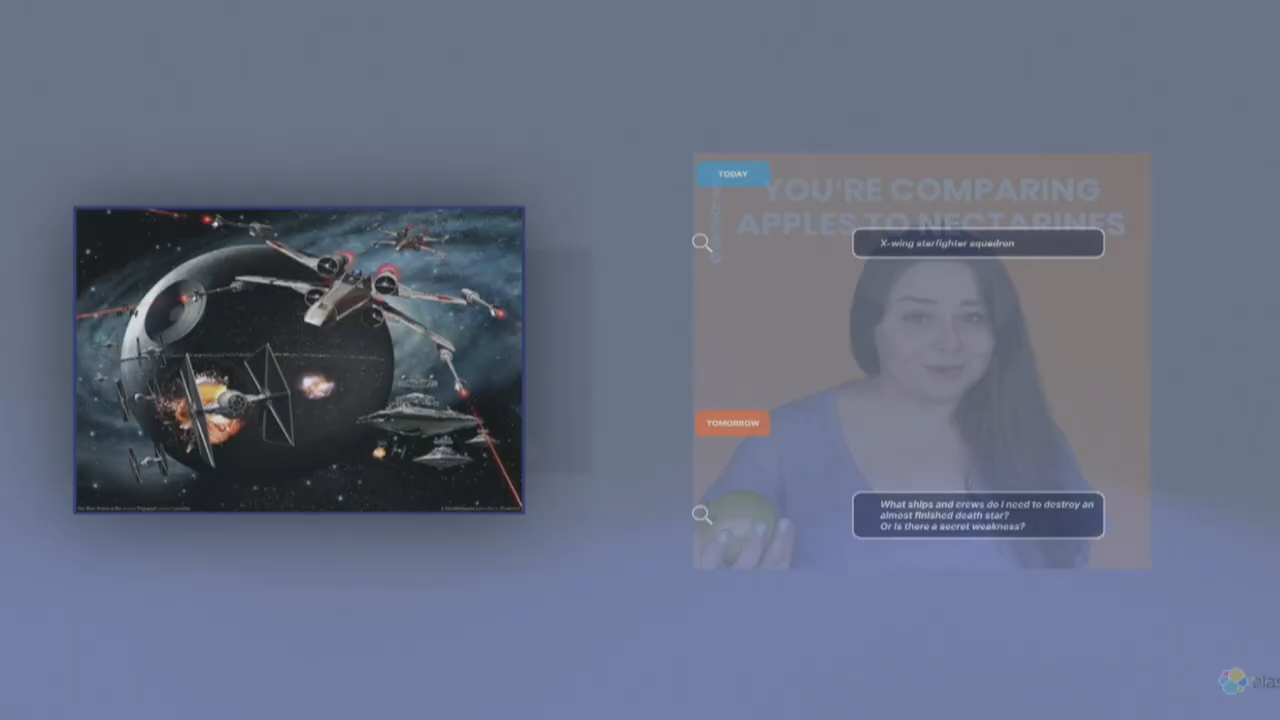 TODAY
YOU'RE COMPARING
APPLES TO NECTARINES
X-wing starfighter squadron
TOMORROW
What ships and crews do I need to destroy an
almost finished death star?
Or is there a secret weakness?
elas